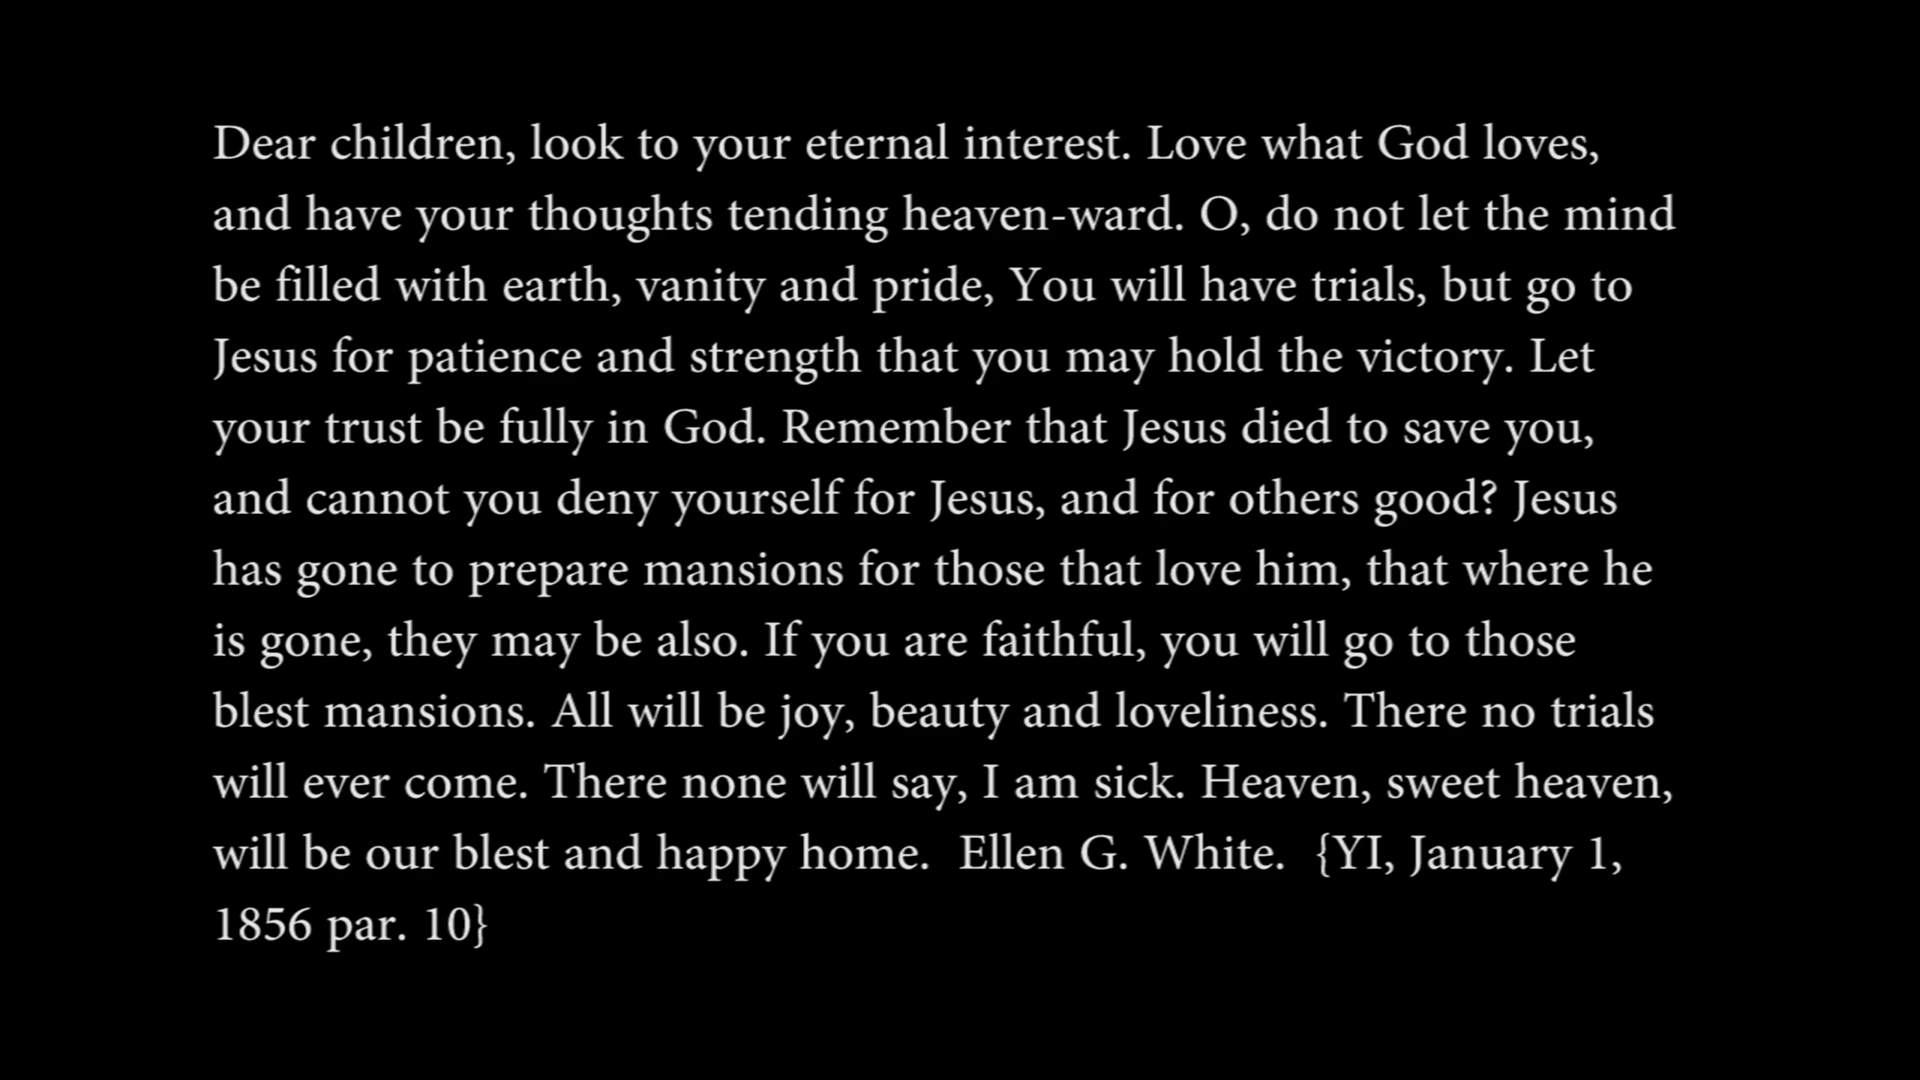 Dear children, look to your eternal interest. Love what God loves,
and have your thoughts tending heaven-ward. O, do not let the mind
be filled with earth, vanity and pride, You will have trials, but go to
Jesus for patience and strength that you may hold the victory. Let
your trust be fully in God. Remember that Jesus died to save you,
and cannot you deny yourself for Jesus, and for others good? Jesus
has gone to prepare mansions for those that love him, that where he
is gone, they may be also. If you are faithful, you will go to those
blest mansions. All will be joy, beauty and loveliness. There no trials
will ever come. There none will say, I am sick. Heaven, sweet heaven,
will be our blest and happy home.  Ellen G. White.  {YI, January 1,
1856 par. 10}